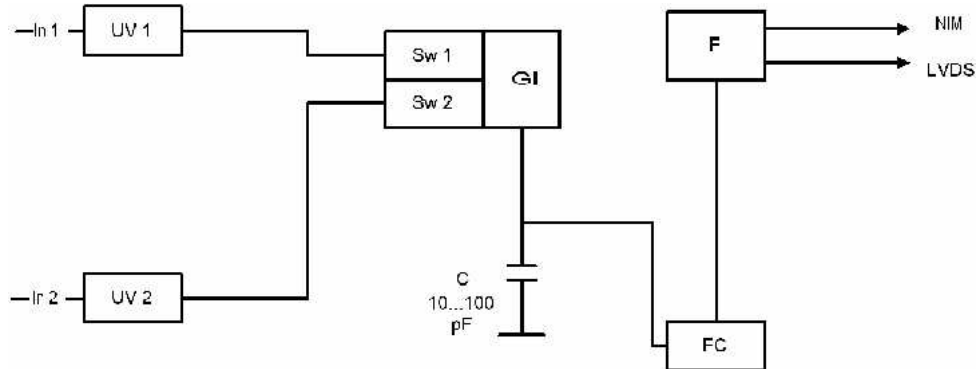 In 1
UV 1
Sw 1
Sw 2
GI
F
NIM
LVDS
In 2
UV 2
C
10...100
pF
FC